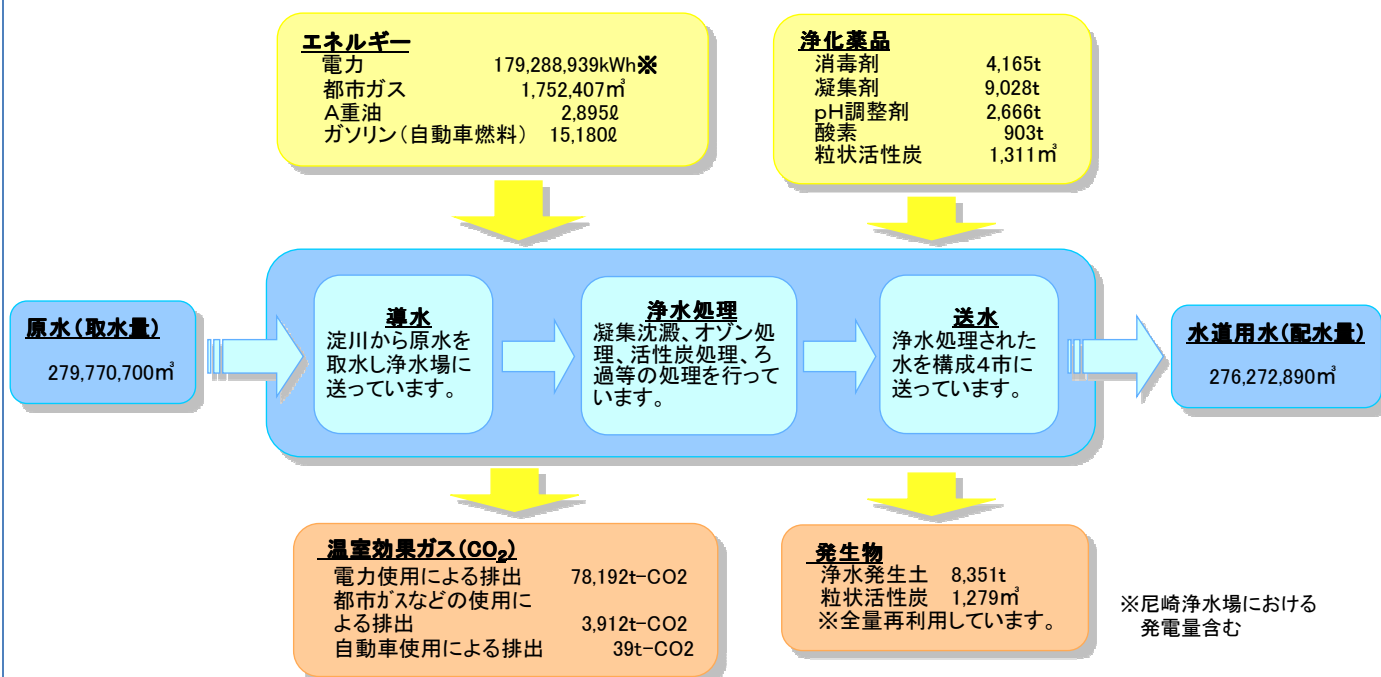 エネルギー
電力 179,288,939kWh※
都市ガス 1,752,407㎥
A重油 2,895ℓ
ガソリン(自動車燃料) 15,180ℓ
浄化薬品
消毒剤 4,165t
凝集剤 9,028t
pH調整剤 2,666t
酸素 903t
粒状活性炭 1,311㎥
原水(取水量)
279,770,700㎥
導水
淀川から原水を
取水し浄水場に
送っています。
浄水処理
凝集沈澱、オゾン処
理、活性炭処理、ろ
過等の処理を行って
います。
送水
浄水処理された
水を構成4市に
送っています。
水道用水(配水量)
276,272,890㎥
温室効果ガス(CO₂)
電力使用による排出 78,192t-CO2
都市ガスなどの使用に
よる排出 3,912t-CO2
自動車使用による排出 39t-CO2
発生物
浄水発生土 8,351t
粒状活性炭 1,279㎥
※全量再利用しています。
※尼崎浄水場における
発電量含む